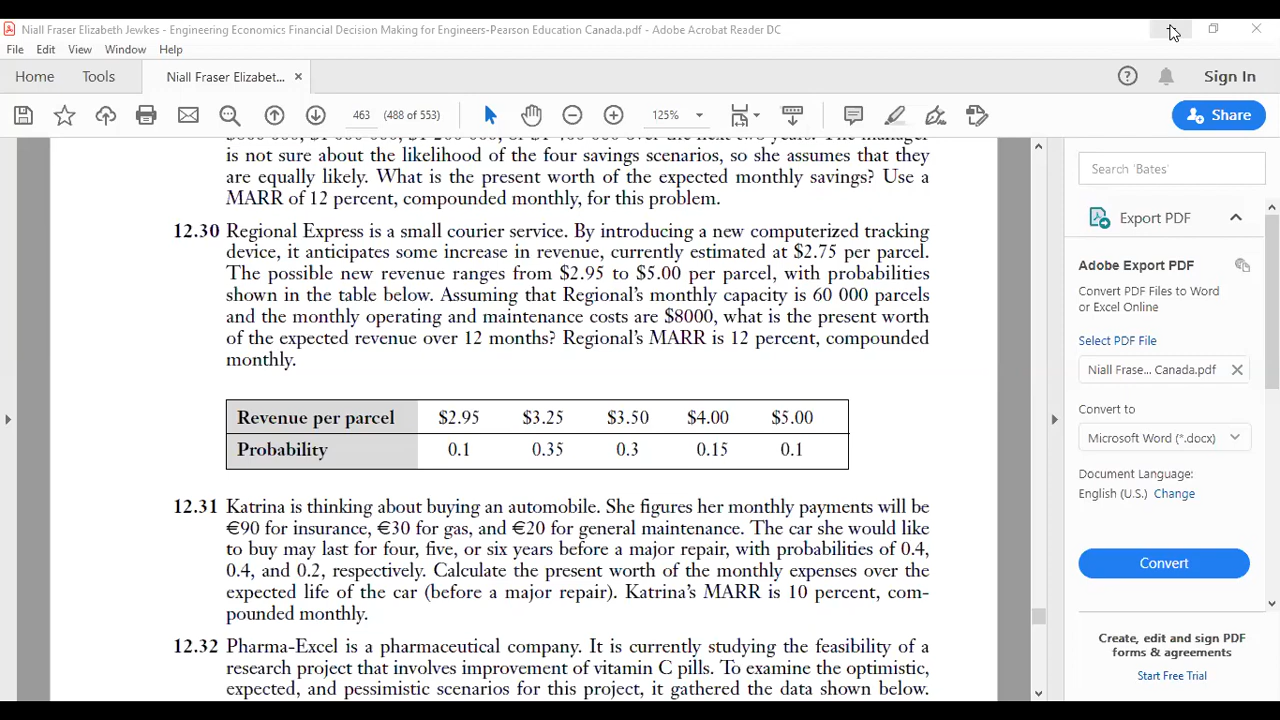 Niall Fraser Elizabeth Jewkes - Engineering Economics Financial Decision Making for Engineers-Pearson Education Canada.pdf - Adobe Acrobat Reader DC
File Edit View Window Help
Home Tools Niall Fraser Elizabet... × Sign In
463 (488 of 553) 125% Share
is not sure about the likelihood of the four savings scenarios, so she assumes that they
are equally likely. What is the present worth of the expected monthly savings? Use a
MARR of 12 percent, compounded monthly, for this problem.
12.30 Regional Express is a small courier service. By introducing a new computerized tracking
device, it anticipates some increase in revenue, currently estimated at $2.75 per parcel.
The possible new revenue ranges from $2.95 to $5.00 per parcel, with probabilities
shown in the table below. Assuming that Regional's monthly capacity is 60 000 parcels
and the monthly operating and maintenance costs are $8000, what is the present worth
of the expected revenue over 12 months? Regional's MARR is 12 percent, compounded
monthly.
Revenue per parcel $2.95 $3.25 $3.50 $4.00 $5.00
Probability 0.1 0.35 0.3 0.15 0.1
12.31 Katrina is thinking about buying an automobile. She figures her monthly payments will be
€90 for insurance, €30 for gas, and €20 for general maintenance. The car she would like
to buy may last for four, five, or six years before a major repair, with probabilities of 0.4,
0.4, and 0.2, respectively. Calculate the present worth of the monthly expenses over the
expected life of the car (before a major repair). Katrina's MARR is 10 percent, com-
pounded monthly.
12.32 Pharma-Excel is a pharmaceutical company. It is currently studying the feasibility of a
research project that involves improvement of vitamin C pills. To examine the optimistic,
expected, and pessimistic scenarios for this project, it gathered the data shown below.
Search 'Bates'
Export PDF
Adobe Export PDF
Convert PDF Files to Word
or Excel Online
Select PDF File
Niall Frase... Canada.pdf
Convert to
Microsoft Word (*.docx)
Document Language:
English (U.S.) Change
Convert
Create, edit and sign PDF
forms & agreements
Start Free Trial